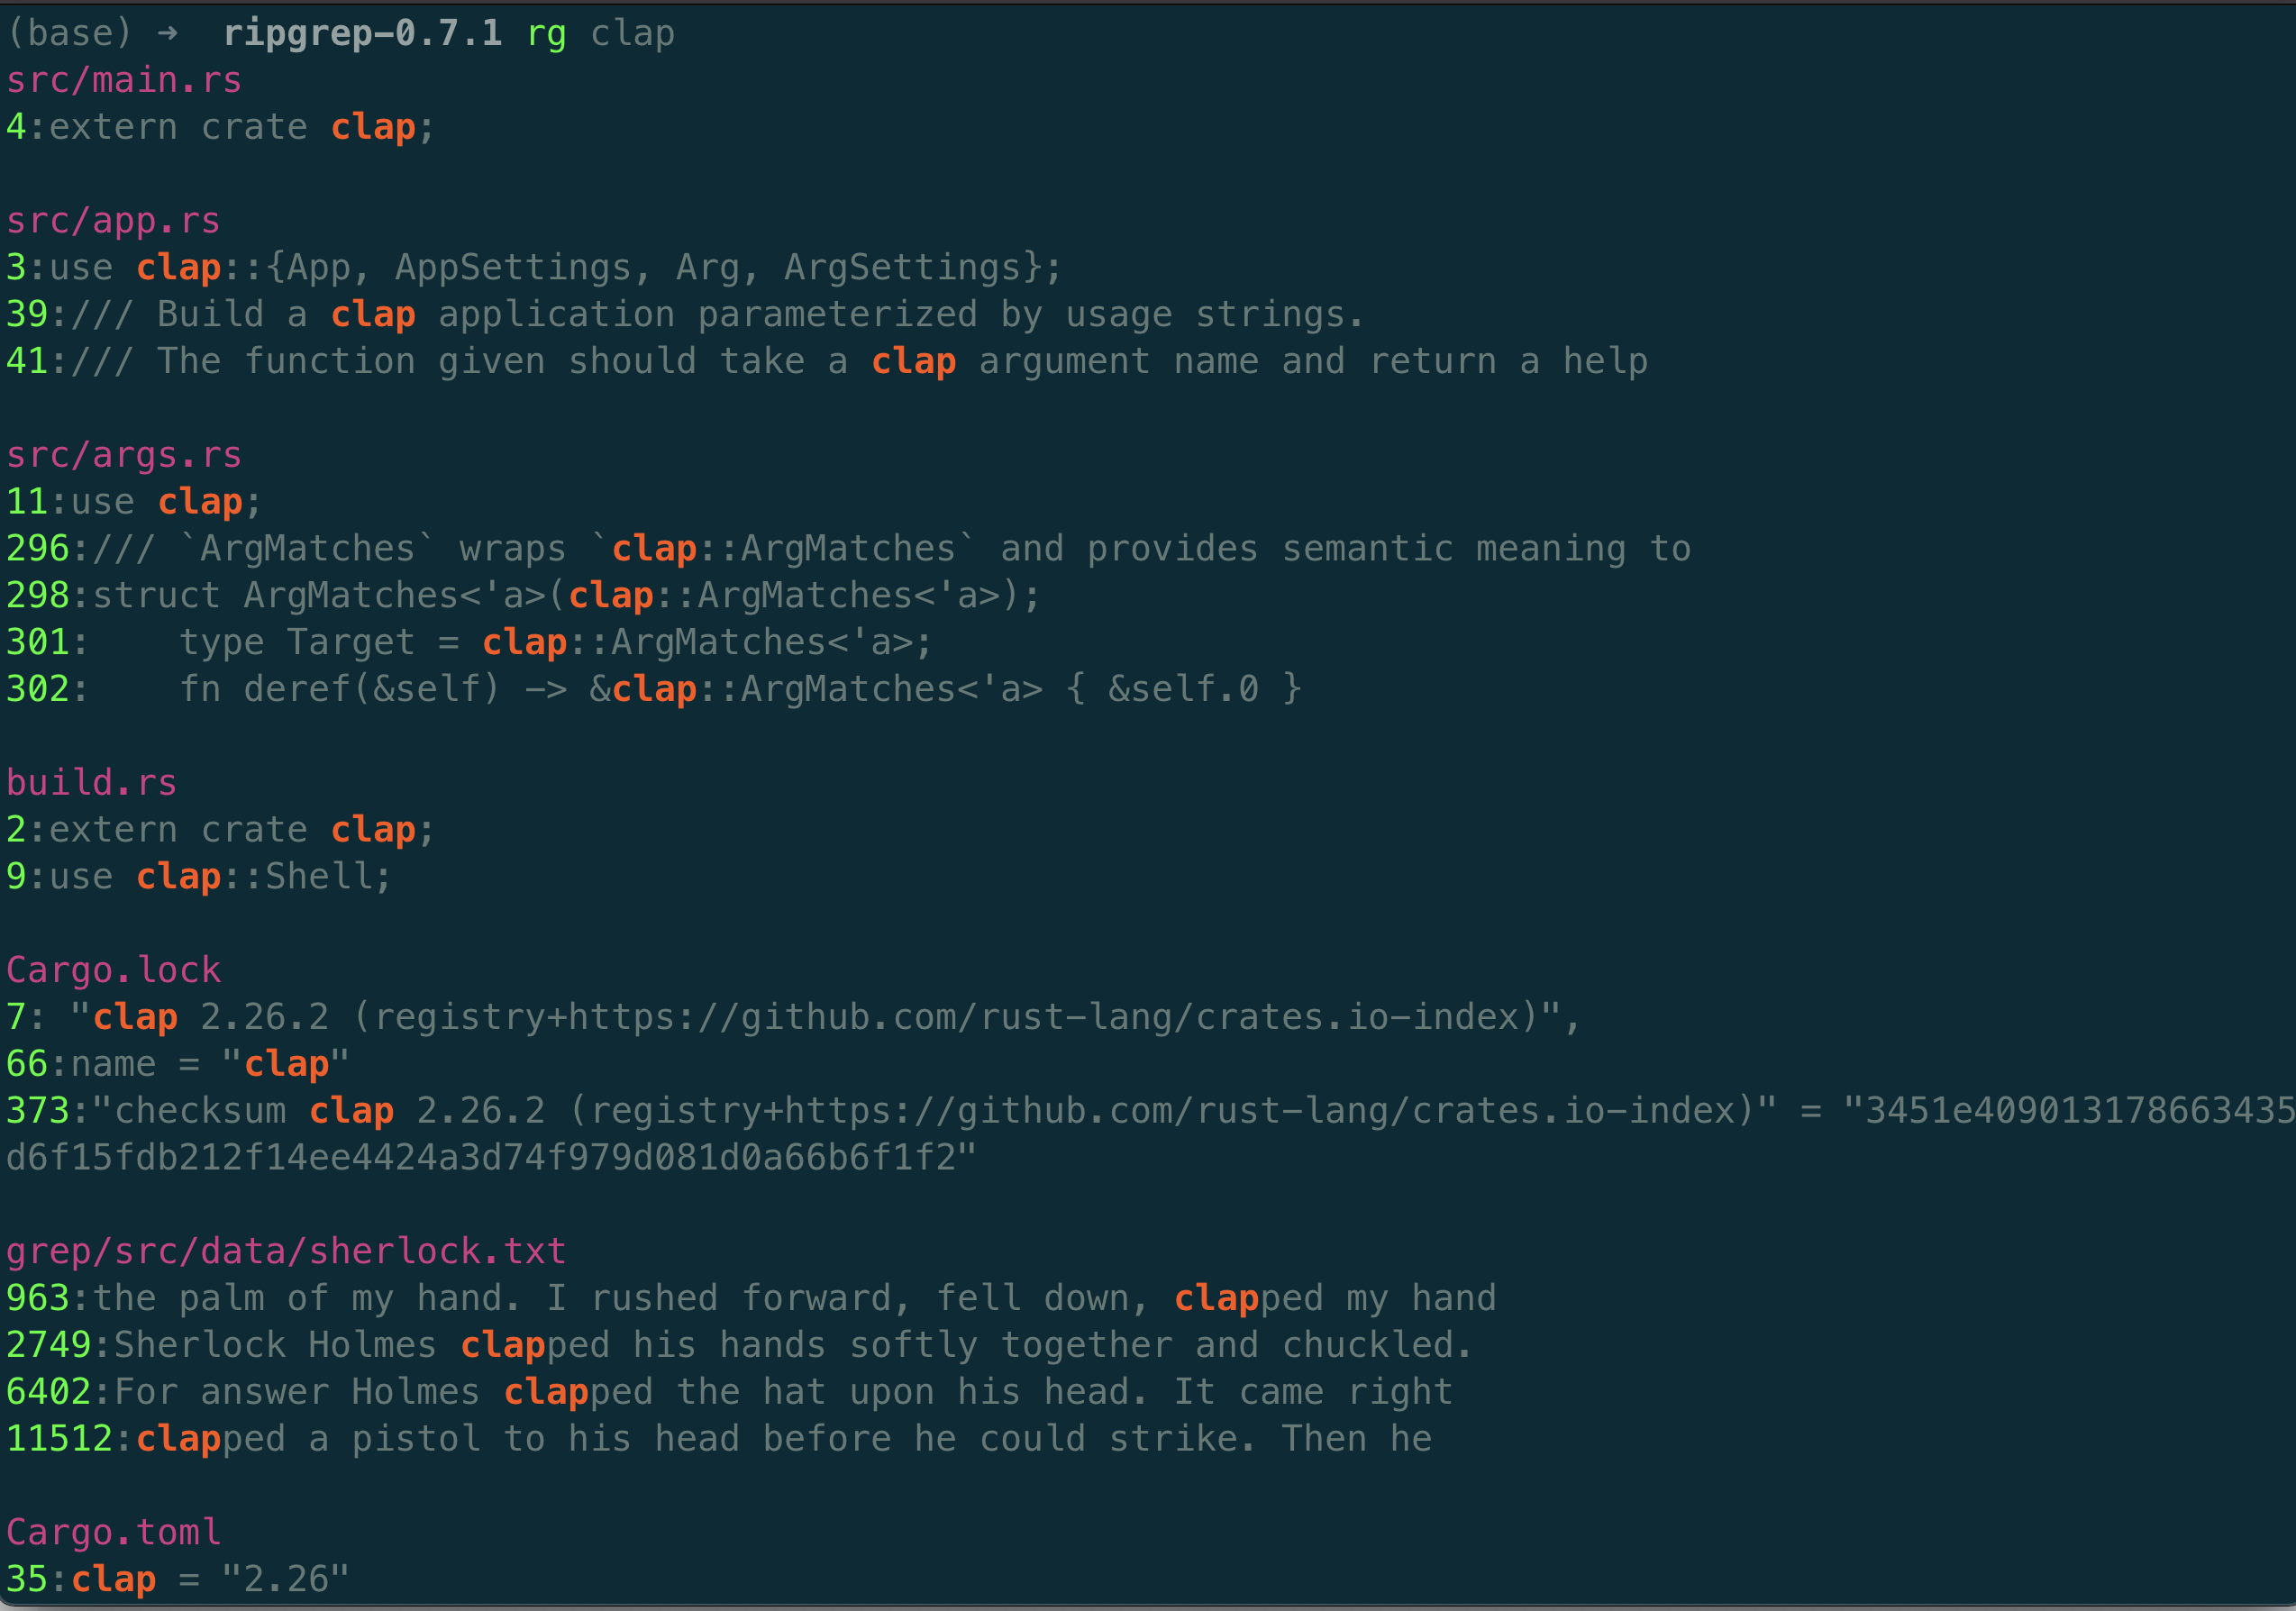 (base) ➜  ripgrep-0.7.1 rg clap
src/main.rs
4:extern crate clap;

src/app.rs
3:use clap::{App, AppSettings, Arg, ArgSettings};
39:/// Build a clap application parameterized by usage strings.
41:/// The function given should take a clap argument name and return a help

src/args.rs
11:use clap;
296:/// `ArgMatches` wraps `clap::ArgMatches` and provides semantic meaning to
298:struct ArgMatches<'a>(clap::ArgMatches<'a>);
301:    type Target = clap::ArgMatches<'a>;
302:    fn deref(&self) -> &clap::ArgMatches<'a> { &self.0 }

build.rs
2:extern crate clap;
9:use clap::Shell;

Cargo.lock
7: "clap 2.26.2 (registry+https://github.com/rust-lang/crates.io-index)",
66:name = "clap"
373:"checksum clap 2.26.2 (registry+https://github.com/rust-lang/crates.io-index)" = "3451e409013178663435
d6f15fdb212f14ee4424a3d74f979d081d0a66b6f1f2"

grep/src/data/sherlock.txt
963:the palm of my hand. I rushed forward, fell down, clapped my hand
2749:Sherlock Holmes clapped his hands softly together and chuckled.
6402:For answer Holmes clapped the hat upon his head. It came right
11512:clapped a pistol to his head before he could strike. Then he

Cargo.toml
35:clap = "2.26"